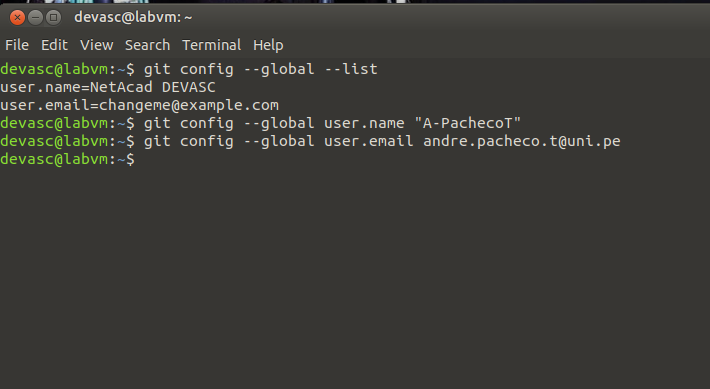 devasc@labvm: ~
File Edit View Search Terminal Help
devasc@labvm:~$ git config --global --list
user.name=NetAcad DEVASC
user.email=changeme@example.com
devasc@labvm:~$ git config --global user.name "A-PachecoT"
devasc@labvm:~$ git config --global user.email andre.pacheco.t@uni.pe
devasc@labvm:~$